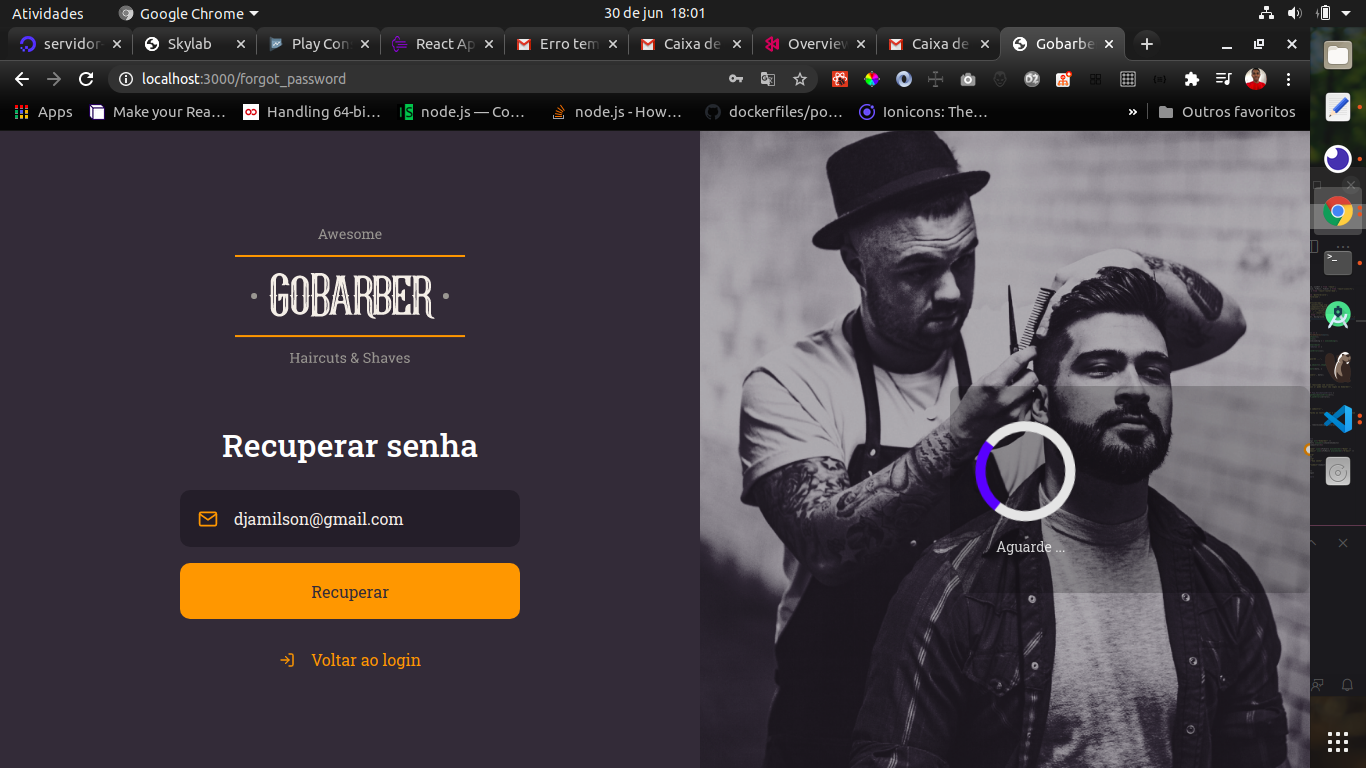 Atividades
Google Chrome
30 de jun 18:01
servidor-
Skylab
Play Con
React Ap
Erro tem
Caixa de
Overview
Caixa de
Gobarbe
localhost:3000/forgot_password
Apps
Make your Rea…
Handling 64-bi…
node.js — Co…
node.js - How…
dockerfiles/po…
Ionicons: The…
»
Outros favoritos
Awesome
• GOBARBER •
Haircuts & Shaves
Recuperar senha
djamilson@gmail.com
Recuperar
Voltar ao login
Aguarde ...